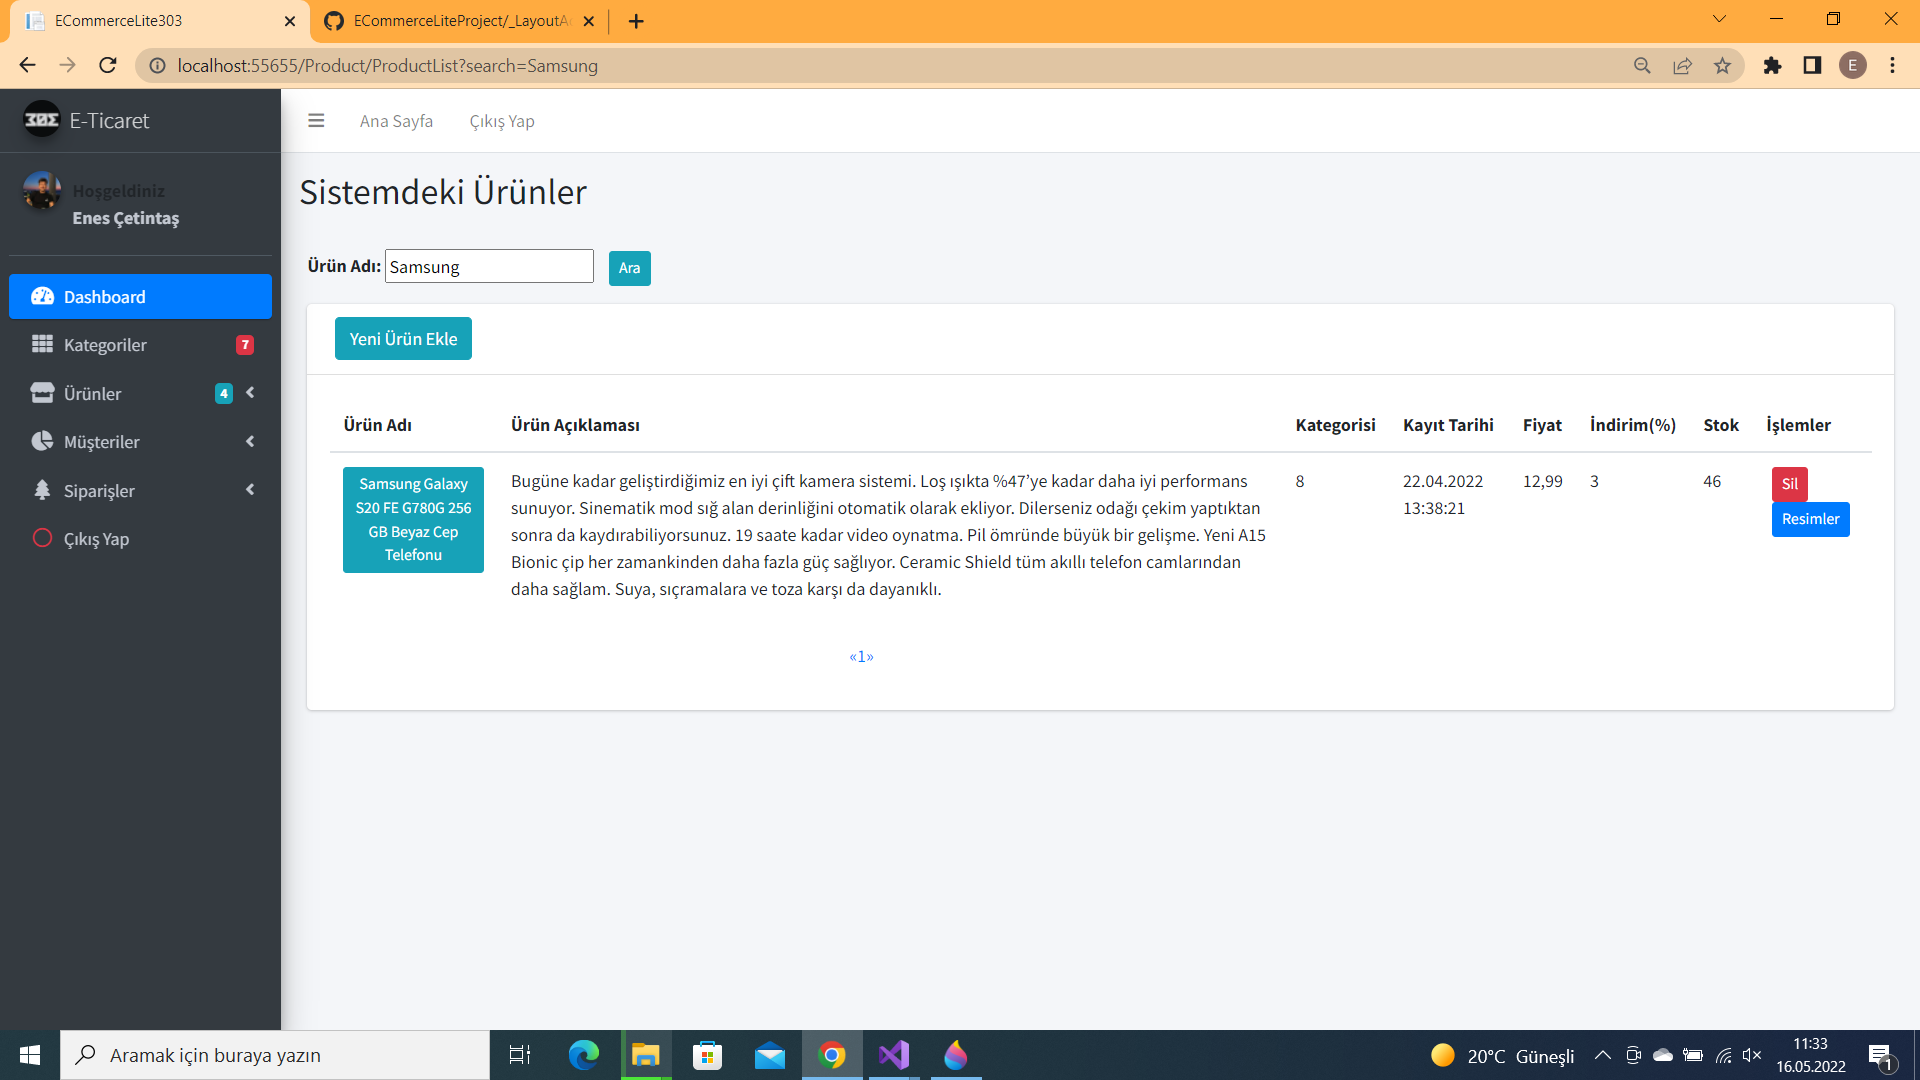 ECommerceLite303
ECommerceLiteProject/_LayoutA
localhost:55655/Product/ProductList?search=Samsung
E
303 E-Ticaret
Ana Sayfa
Çıkış Yap
Hoşgeldiniz
Enes Çetintaş
Dashboard
Kategoriler 7
Ürünler 4
Müşteriler
Siparişler
Çıkış Yap
Sistemdeki Ürünler
Ürün Adı: Samsung Ara
Yeni Ürün Ekle
Ürün Adı Ürün Açıklaması Kategorisi Kayıt Tarihi Fiyat İndirim(%) Stok İşlemler
Samsung Galaxy
S20 FE G780G 256
GB Beyaz Cep
Telefonu
Bugüne kadar geliştirdiğimiz en iyi çift kamera sistemi. Loş ışıkta %47’ye kadar daha iyi performans
sunuyor. Sinematik mod sığ alan derinliğini otomatik olarak ekliyor. Dilerseniz odağı çekim yaptıktan
sonra da kaydırabiliyorsunuz. 19 saate kadar video oynatma. Pil ömründe büyük bir gelişme. Yeni A15
Bionic çip her zamankinden daha fazla güç sağlıyor. Ceramic Shield tüm akıllı telefon camlarından
daha sağlam. Suya, sıçramalara ve toza karşı da dayanıklı.
8
22.04.2022
13:38:21
12,99
3
46
Sil
Resimler
«1»
Aramak için buraya yazın
20°C Güneşli
11:33
16.05.2022
1